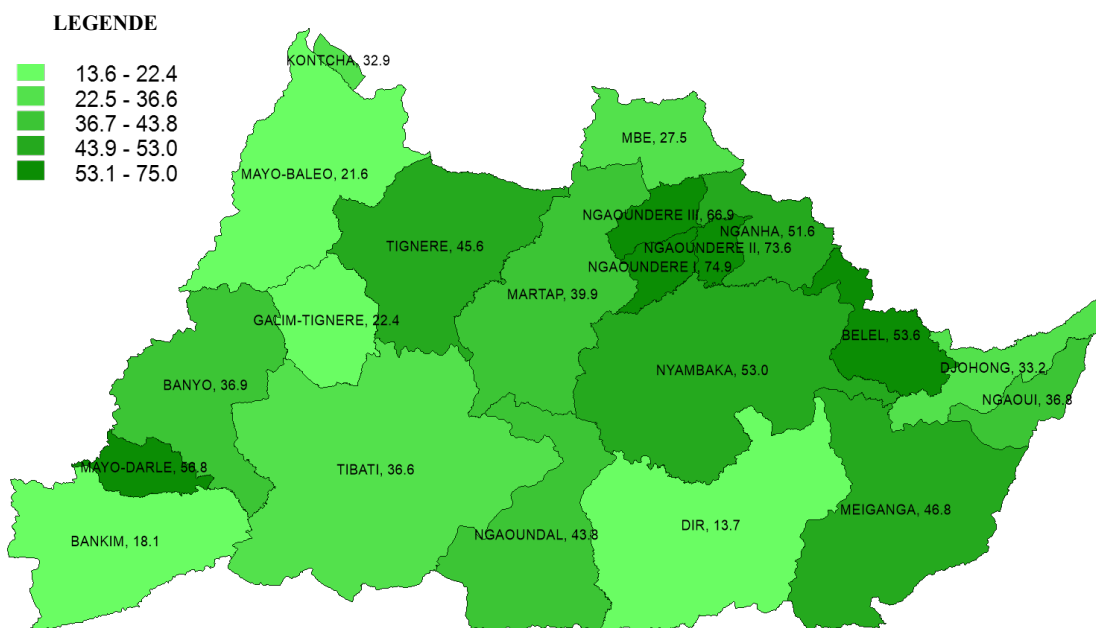 LEGENDE
13.6 - 22.4
22.5 - 36.6
36.7 - 43.8
43.9 - 53.0
53.1 - 75.0
KONTCHA, 32.9
MBE, 27.5
MAYO-BALEO, 21.6
NGAOUNDERE III, 66.9
NGANHA, 51.6
TIGNERE, 45.6
NGAOUNDERE II, 73.6
NGAOUNDERE I, 74.9
MARTAP, 39.9
GALIM-TIGNERE, 22.4
BELEL, 53.6
DJOHONG, 33.2
NYAMBAKA, 53.0
BANYO, 36.9
NGAOUI, 36.8
MAYO-DARLE, 56.8
TIBATI, 36.6
MEIGANGA, 46.8
DIR, 13.7
NGAOUNDAL, 43.8
BANKIM, 18.1